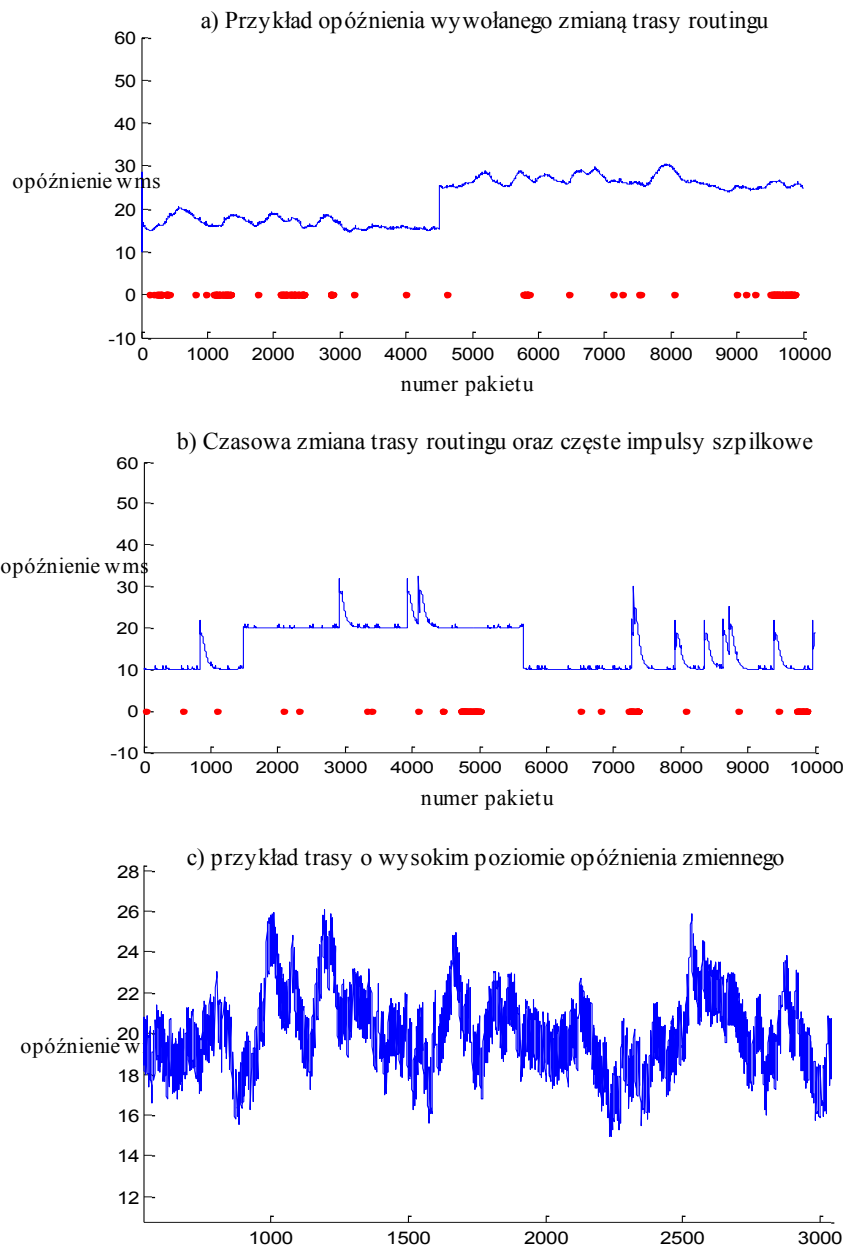 a) Przykład opóźnienia wywołanego zmianą trasy routingu
60
50
40
30
opóźnienie w ms
20
10
0
-10
0 1000 2000 3000 4000 5000 6000 7000 8000 9000 10000
numer pakietu
b) Czasowa zmiana trasy routingu oraz częste impulsy szpilkowe
60
50
40
opóźnienie w ms
30
20
10
0
-10
0 1000 2000 3000 4000 5000 6000 7000 8000 9000 10000
numer pakietu
c) przykład trasy o wysokim poziomie opóźnienia zmiennego
28
26
24
22
20
opóźnienie w
18
16
14
12
1000 1500 2000 2500 3000